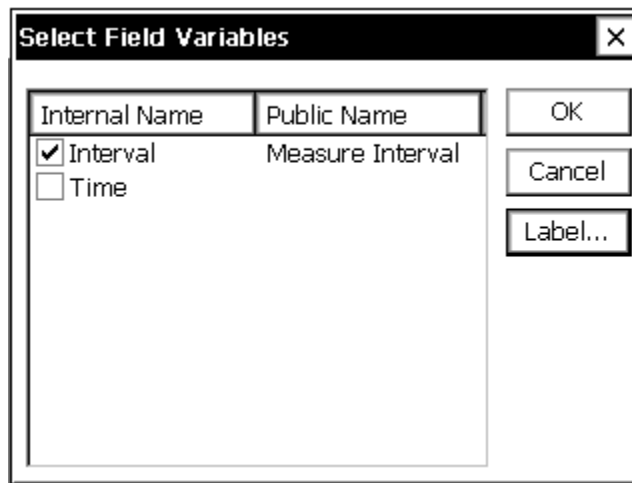 Select Field Variables
Internal Name Public Name
Interval Measure Interval
Time
OK
Cancel
Label...